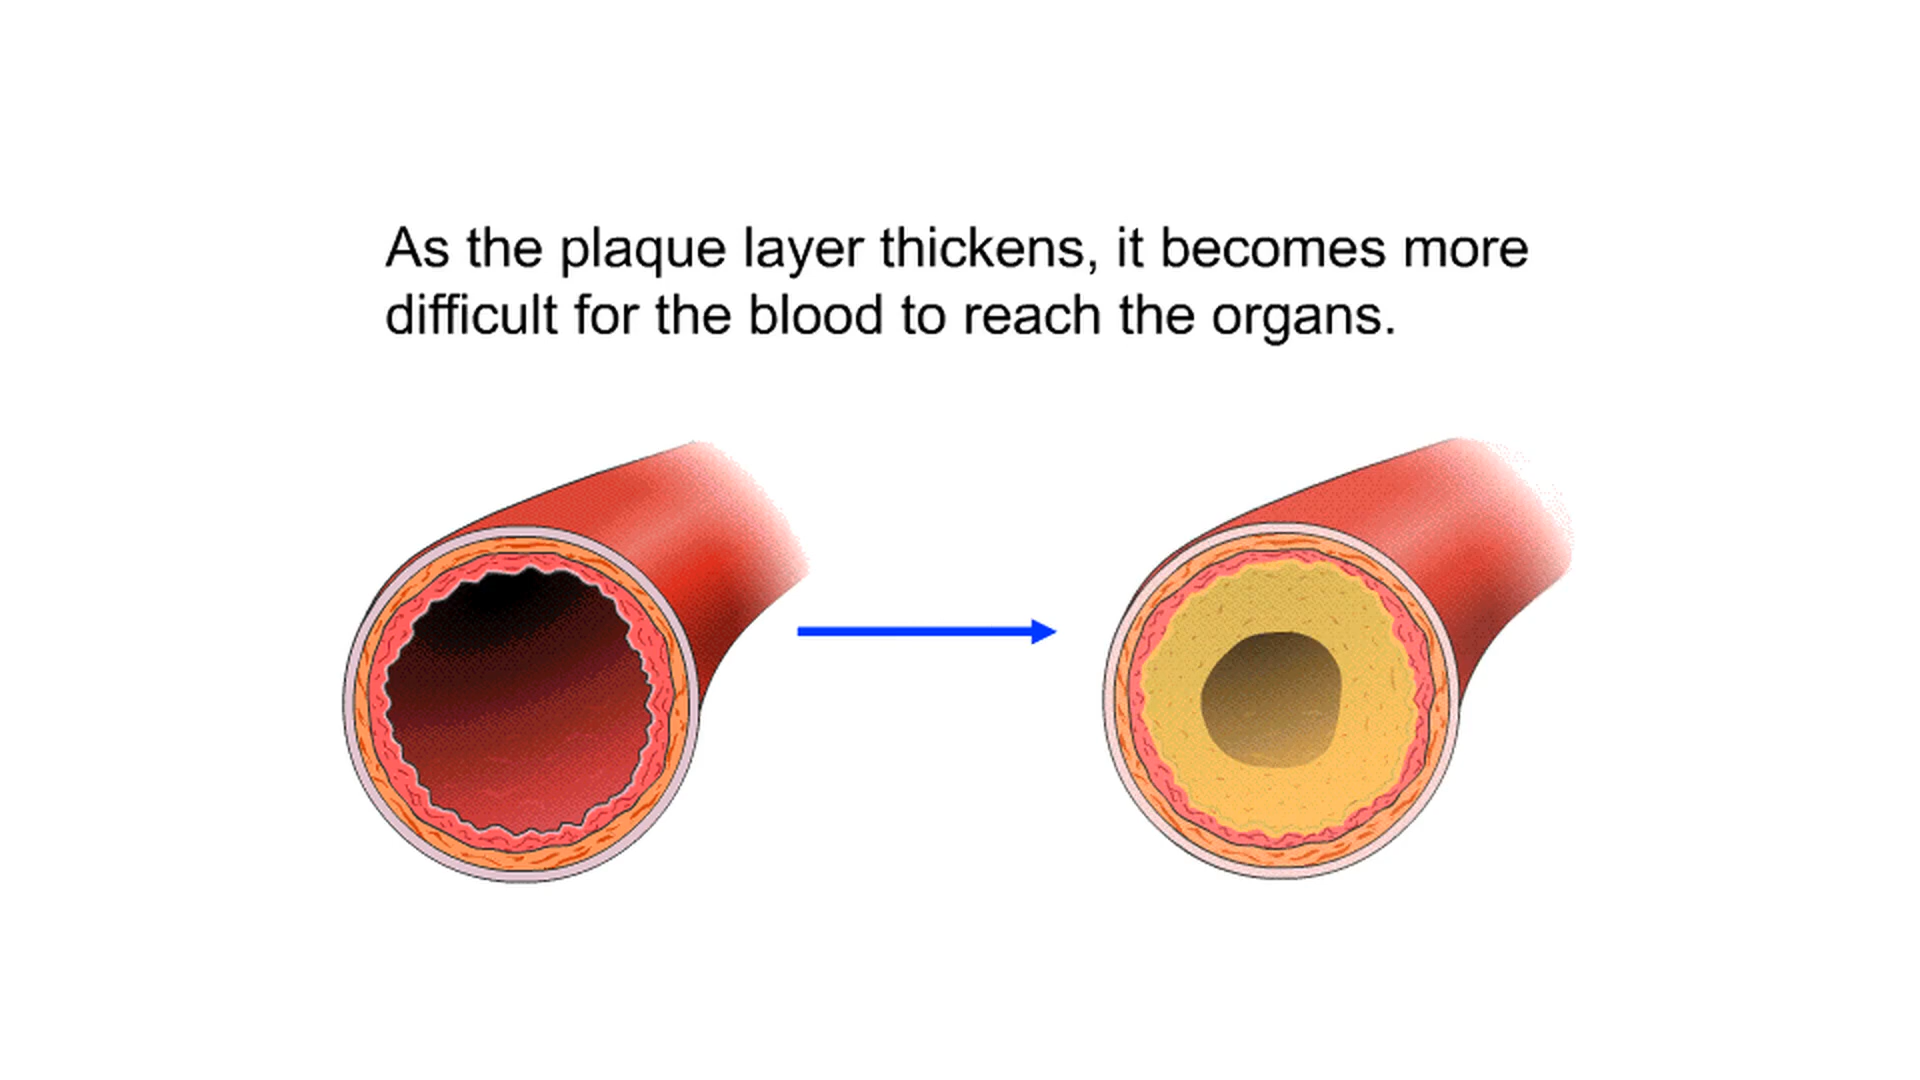 As the plaque layer thickens, it becomes more
difficult for the blood to reach the organs.